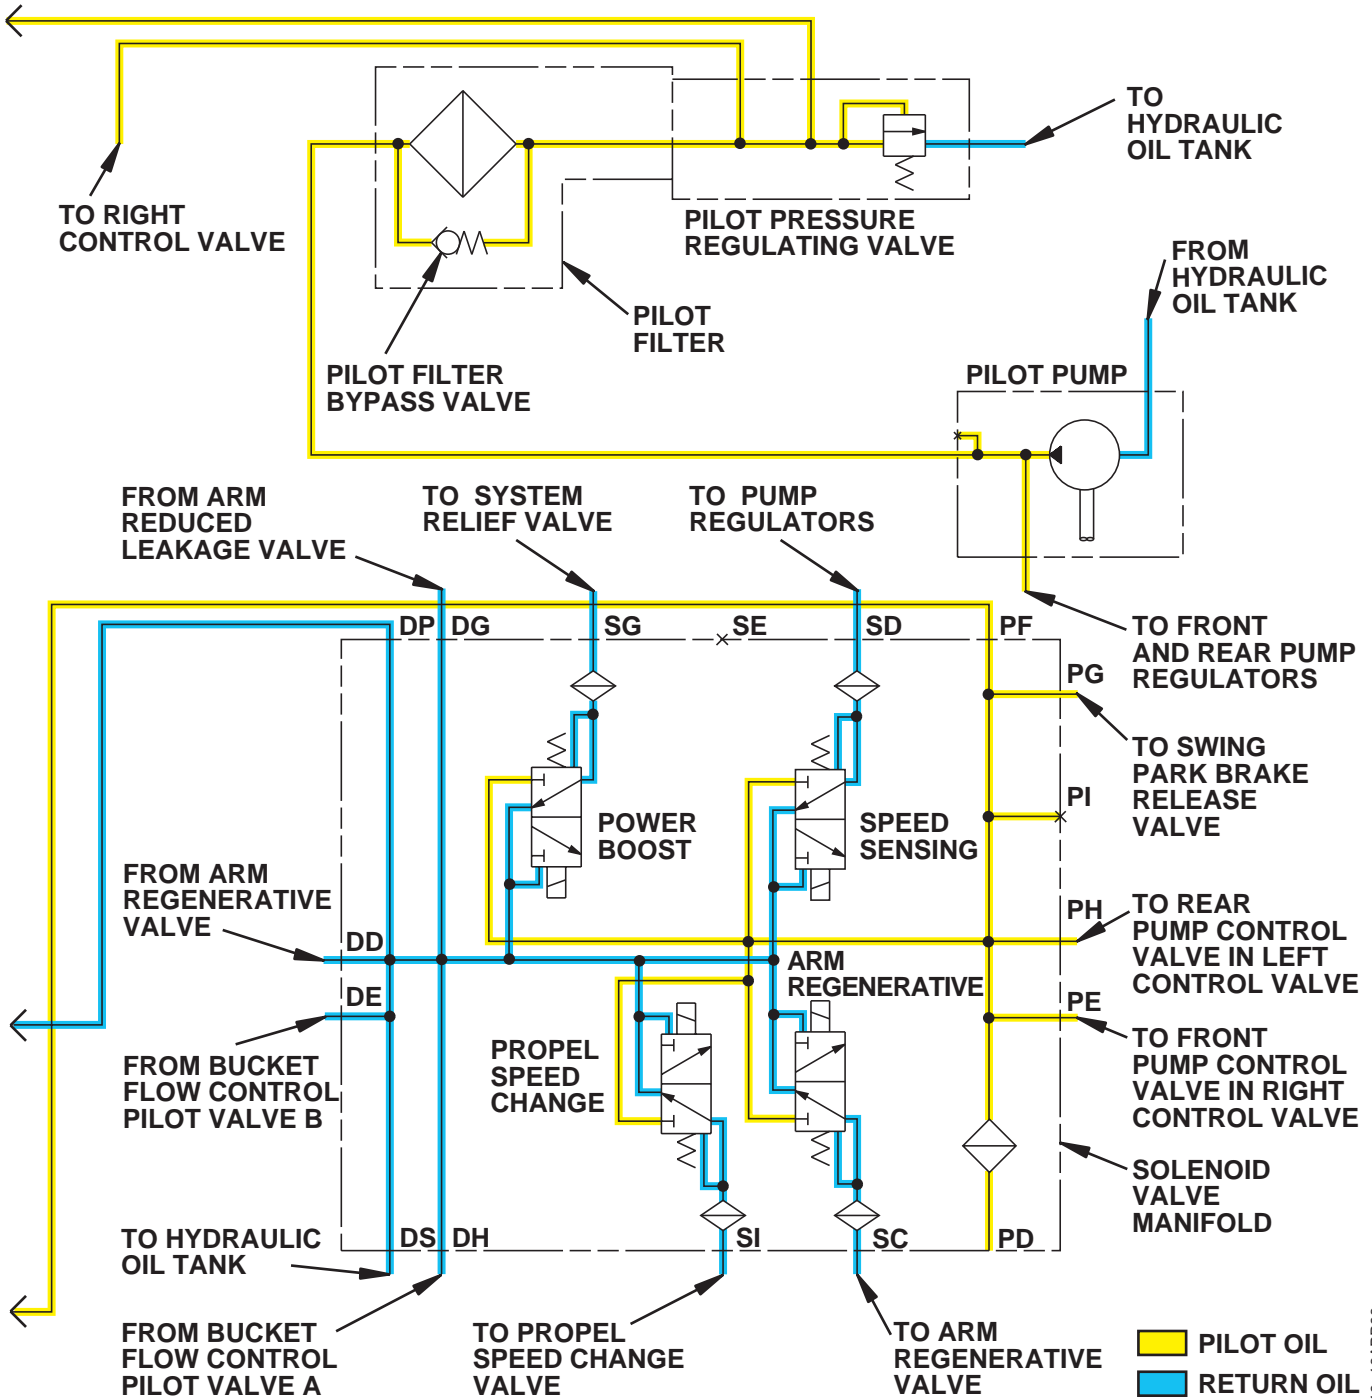 TO
HYDRAULIC
OIL TANK
TO RIGHT
CONTROL VALVE
PILOT PRESSURE
REGULATING VALVE
FROM
HYDRAULIC
OIL TANK
PILOT
FILTER
PILOT FILTER
BYPASS VALVE
PILOT PUMP
FROM ARM
REDUCED
LEAKAGE VALVE
TO SYSTEM
RELIEF VALVE
TO PUMP
REGULATORS
DP DG SG SE SD PF
TO FRONT
AND REAR PUMP
REGULATORS
PG
TO SWING
PARK BRAKE
RELEASE
VALVE
PI
POWER
BOOST
SPEED
SENSING
FROM ARM
REGENERATIVE
VALVE
DD
PH
TO REAR
PUMP CONTROL
VALVE IN LEFT
CONTROL VALVE
ARM
REGENERATIVE
DE
PE
FROM BUCKET
FLOW CONTROL
PILOT VALVE B
PROPEL
SPEED
CHANGE
TO FRONT
PUMP CONTROL
VALVE IN RIGHT
CONTROL VALVE
SOLENOID
VALVE
MANIFOLD
TO HYDRAULIC
OIL TANK
DS DH SI SC PD
FROM BUCKET
FLOW CONTROL
PILOT VALVE A
TO PROPEL
SPEED CHANGE
VALVE
TO ARM
REGENERATIVE
VALVE
PILOT OIL
RETURN OIL